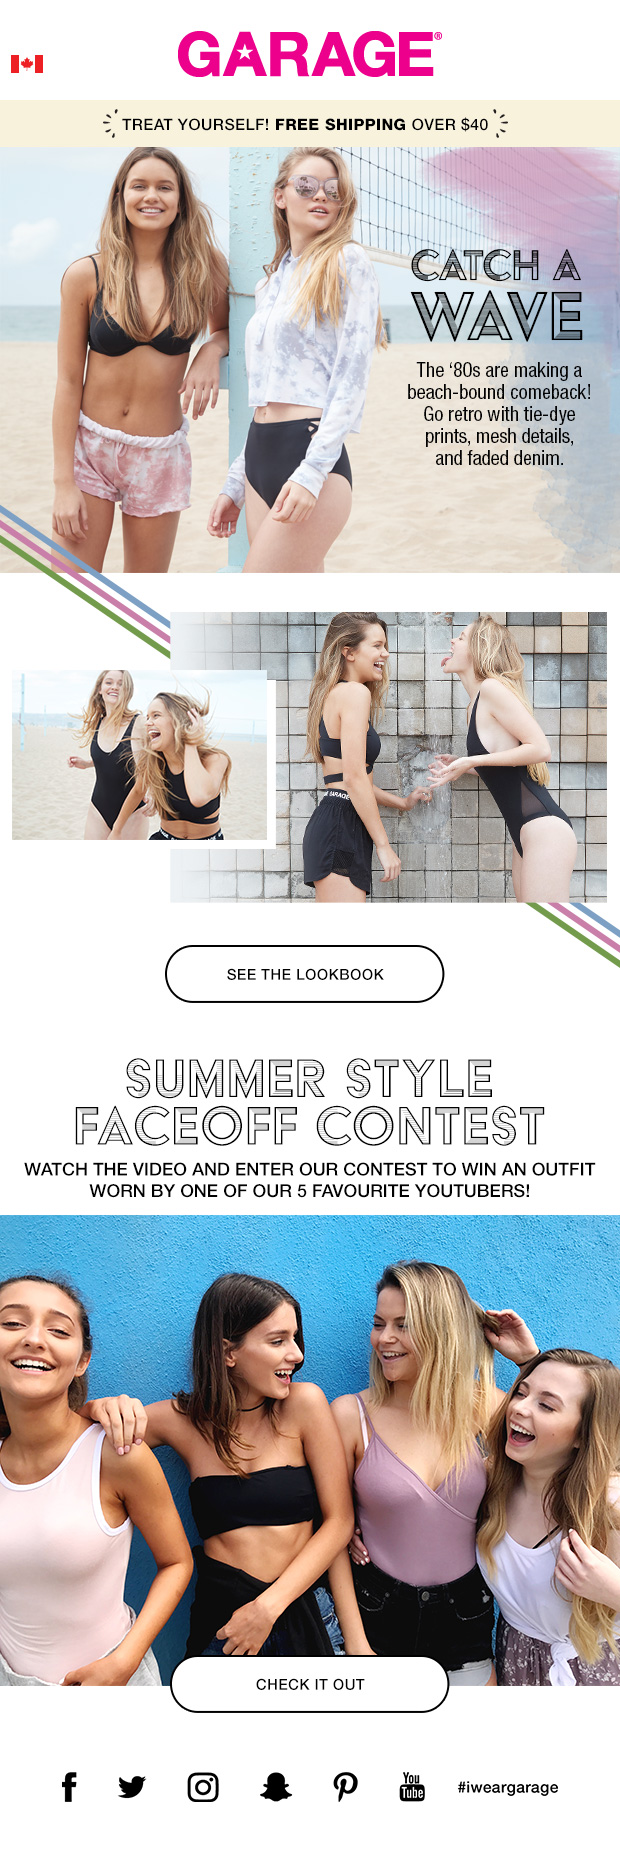 GARAGE®
TREAT YOURSELF! FREE SHIPPING OVER $40
CATCH A
WAVE
The ‘80s are making a
beach-bound comeback!
Go retro with tie-dye
prints, mesh details,
and faded denim.
GARAGE
SEE THE LOOKBOOK
SUMMER STYLE
FACEOFF CONTEST
WATCH THE VIDEO AND ENTER OUR CONTEST TO WIN AN OUTFIT
WORN BY ONE OF OUR 5 FAVOURITE YOUTUBERS!
CHECK IT OUT
You
Tube
#iweargarage